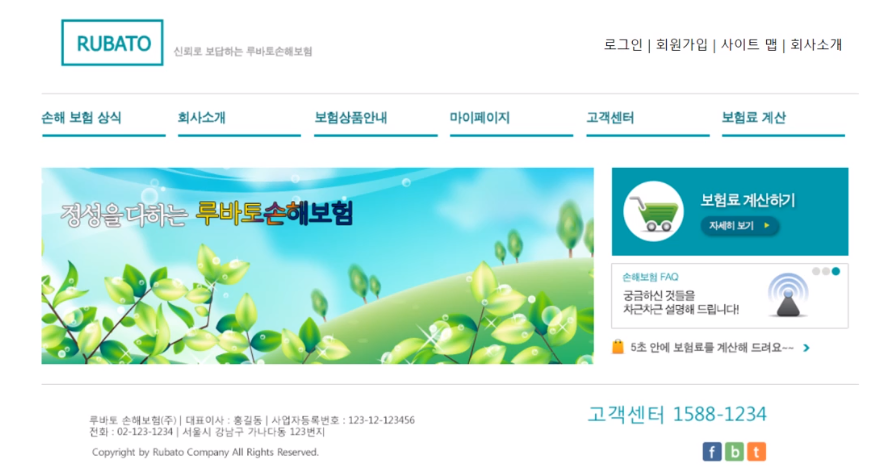 RUBATO
신뢰로 보답하는 루바토손해보험
로그인 | 회원가입 | 사이트 맵 | 회사소개
손해 보험 상식 회사소개 보험상품안내 마이페이지 고객센터 보험료 계산
정성을다하는 루바토손해보험
보험료 계산하기
자세히 보기
손해보험 FAQ
궁금하신 것들을
차근차근 설명해 드립니다!
5초 안에 보험료를 계산해 드려요~~
루바토 손해보험(주) | 대표이사 : 홍길동 | 사업자등록번호 : 123-12-123456
전화 : 02-123-1234 | 서울시 강남구 가나다동 123번지
Copyright by Rubato Company All Rights Reserved.
고객센터 1588-1234
f b t